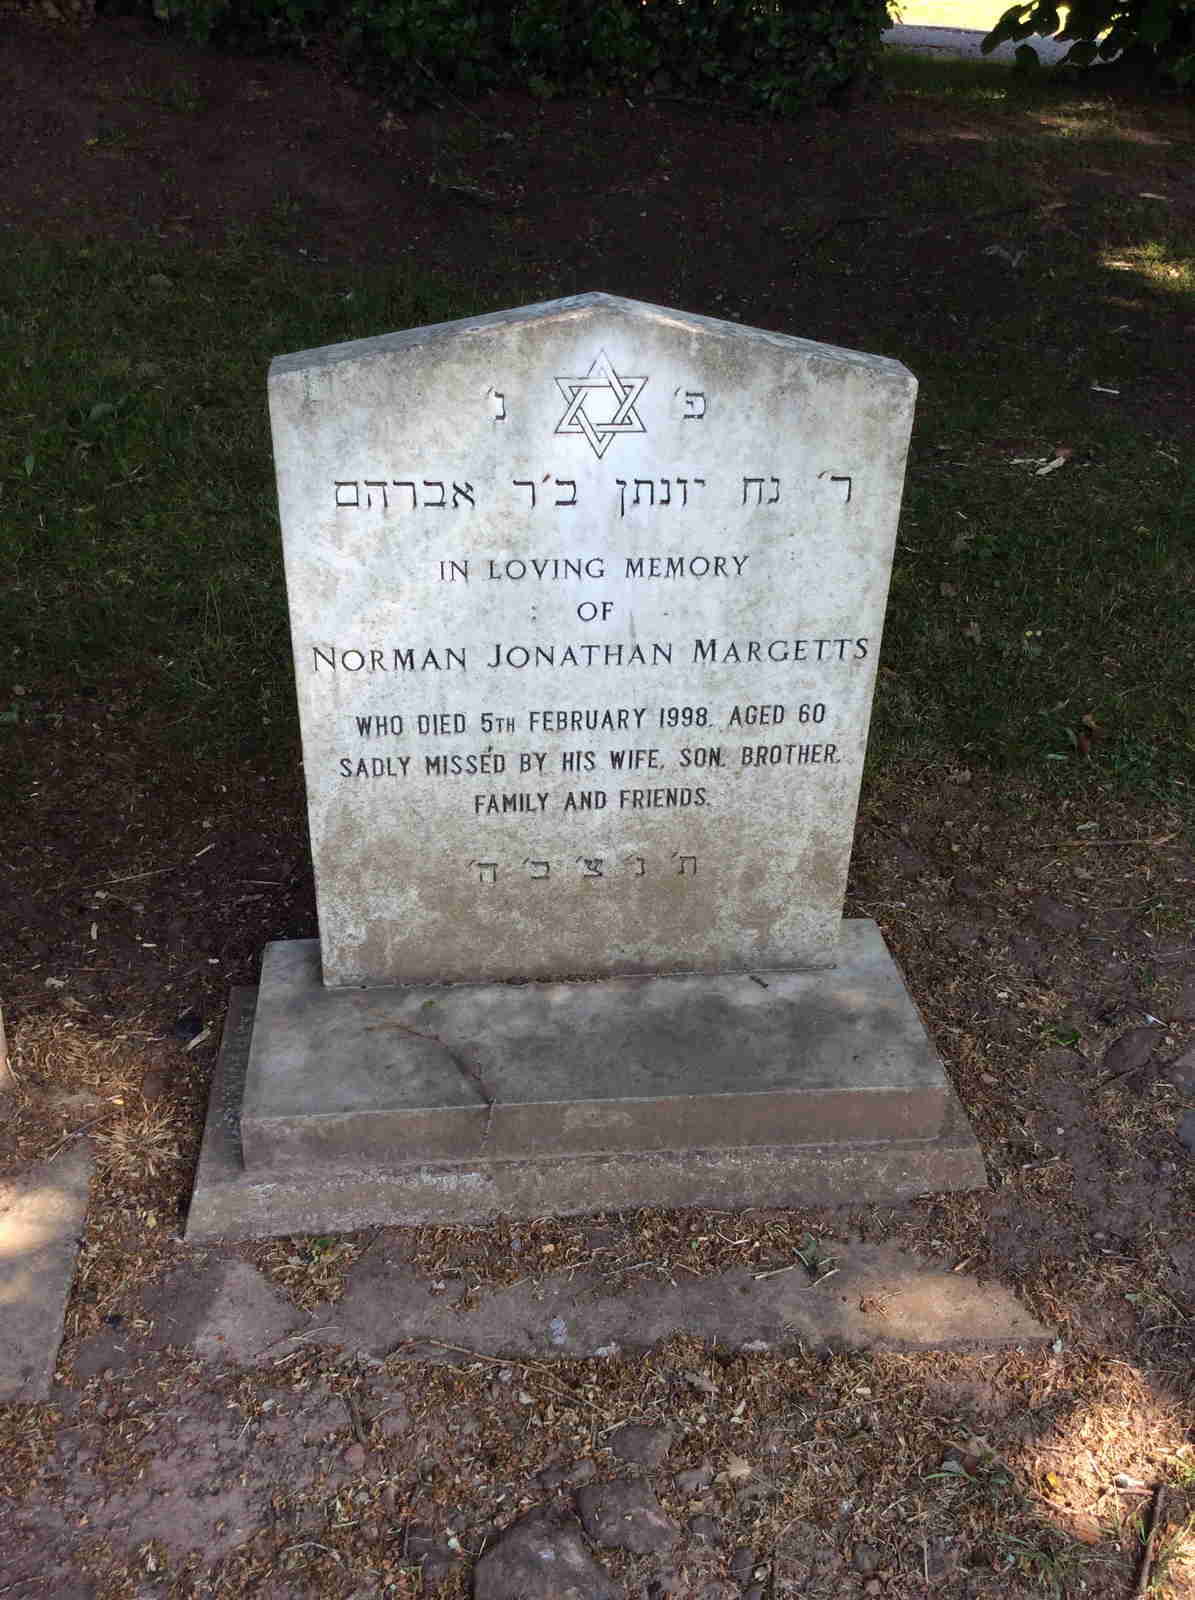 פ׳ נ׳
ר׳ נח יונתן ב׳ר אברהם
IN LOVING MEMORY
OF
NORMAN JONATHAN MARGETTS
WHO DIED 5TH FEBRUARY 1998. AGED 60
SADLY MISSED BY HIS WIFE, SON, BROTHER,
FAMILY AND FRIENDS.
ת׳ נ׳ צ׳ ב׳ ה׳